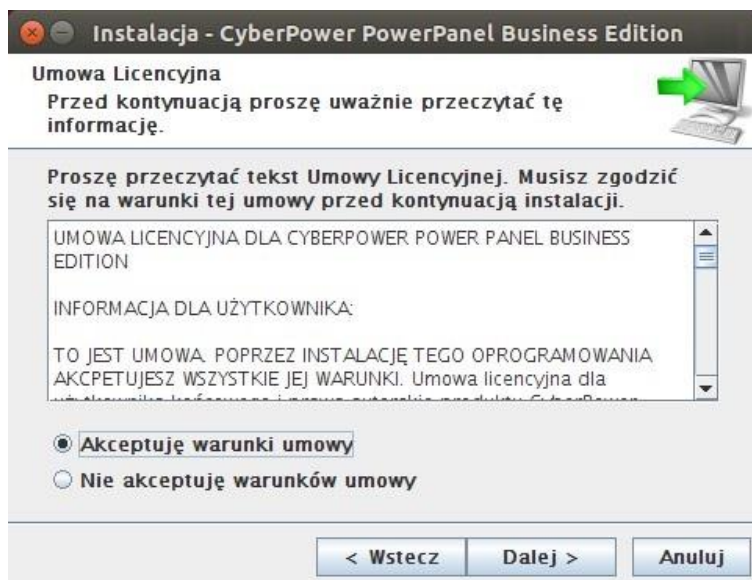 Instalacja - CyberPower PowerPanel Business Edition
Umowa Licencyjna
Przed kontynuacją proszę uważnie przeczytać tę
informację.
Proszę przeczytać tekst Umowy Licencyjnej. Musisz zgodzić
się na warunki tej umowy przed kontynuacją instalacji.
UMOWA LICENCYJNA DLA CYBERPOWER POWER PANEL BUSINESS
EDITION
INFORMACJA DLA UŻYTKOWNIKA:
TO JEST UMOWA. POPRZEZ INSTALACJĘ TEGO OPROGRAMOWANIA
AKCPETUJESZ WSZYSTKIE JEJ WARUNKI. Umowa licencyjna dla
Akceptuję warunki umowy
Nie akceptuję warunków umowy
< Wstecz
Dalej >
Anuluj